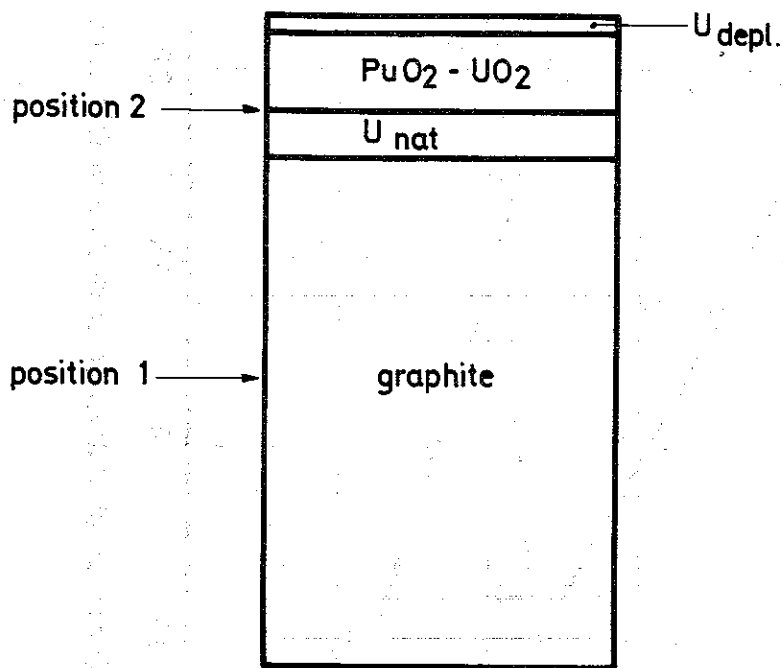 U depl.
PuO2 - UO2
position 2
U nat
position 1
graphite